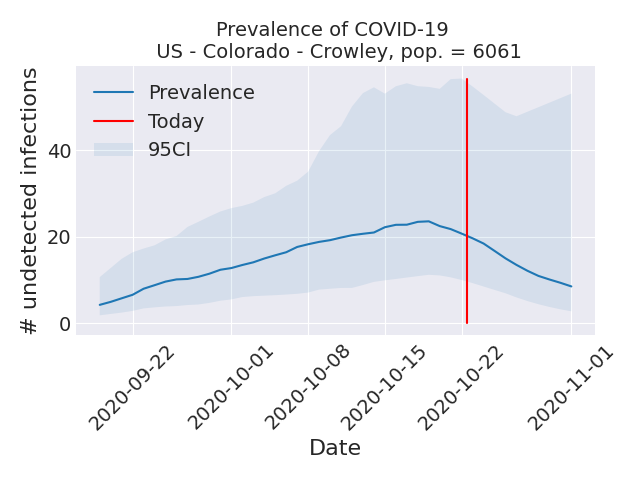 Prevalence of COVID-19
US - Colorado - Crowley, pop. = 6061
# undetected infections
Prevalence
Today
95CI
40
20
0
2020-09-22
2020-10-01
2020-10-08
2020-10-15
2020-10-22
2020-11-01
Date